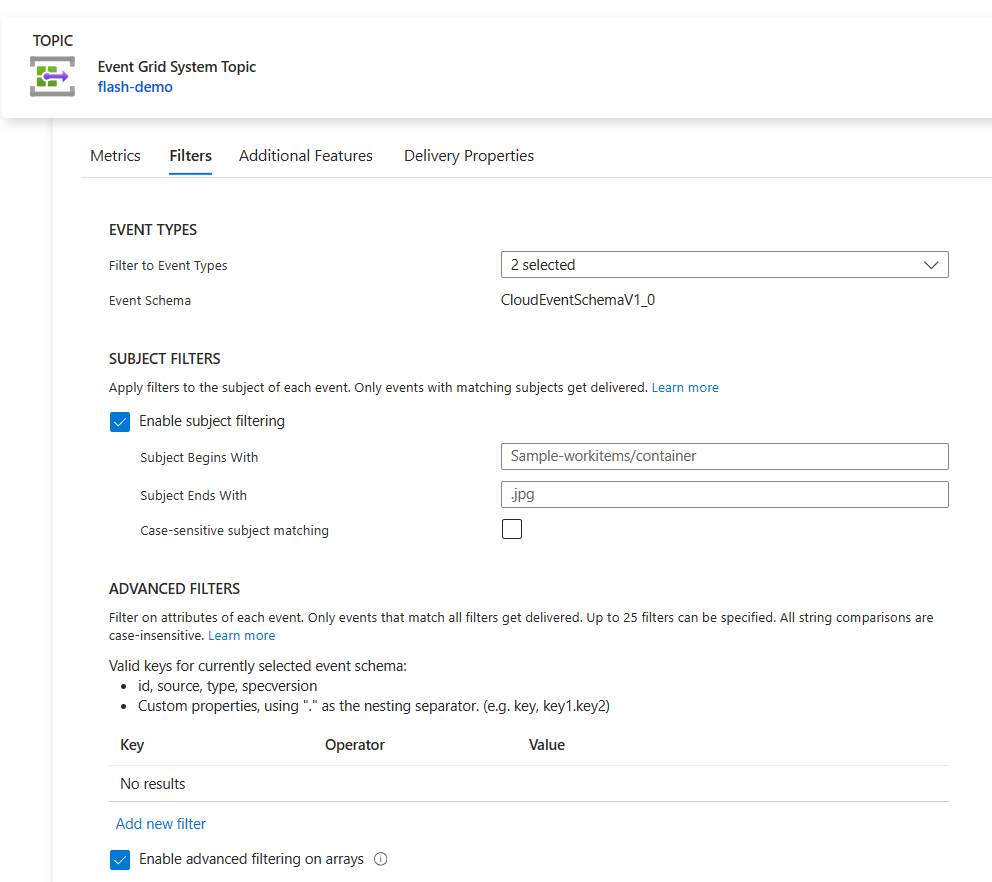 TOPIC
Event Grid System Topic
flash-demo
Metrics Filters Additional Features Delivery Properties
EVENT TYPES
Filter to Event Types 2 selected
Event Schema CloudEventSchemaV1_0
SUBJECT FILTERS
Apply filters to the subject of each event. Only events with matching subjects get delivered. Learn more
Enable subject filtering
Subject Begins With Sample-workitems/container
Subject Ends With .jpg
Case-sensitive subject matching
ADVANCED FILTERS
Filter on attributes of each event. Only events that match all filters get delivered. Up to 25 filters can be specified. All string comparisons are
case-insensitive. Learn more
Valid keys for currently selected event schema:
• id, source, type, specversion
• Custom properties, using "." as the nesting separator. (e.g. key, key1.key2)
Key Operator Value
No results
Add new filter
Enable advanced filtering on arrays